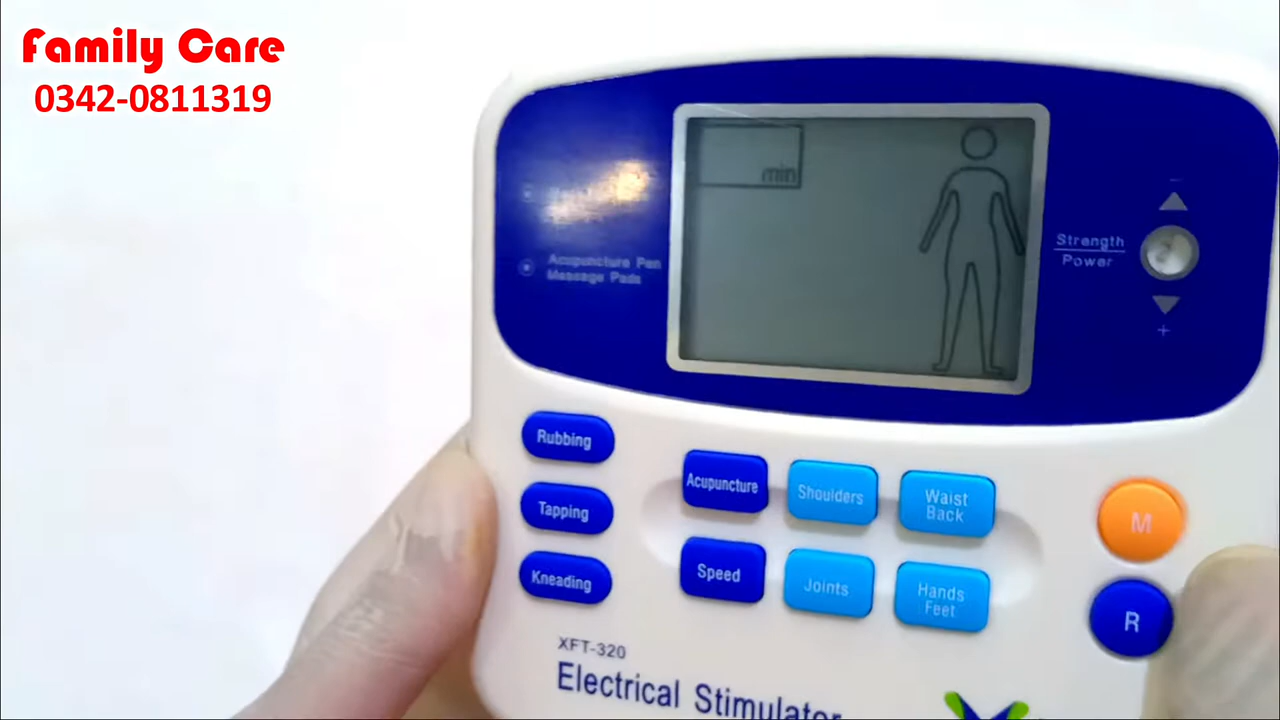 Family Care
0342-0811319
min
Acupuncture Pen
Massage Pads
Strength
Power
+
Rubbing
Tapping
Kneading
Acupuncture
Shoulders
Waist
Back
Speed
Joints
Hands
Feet
M
R
XFT-320
Electrical Stimulator